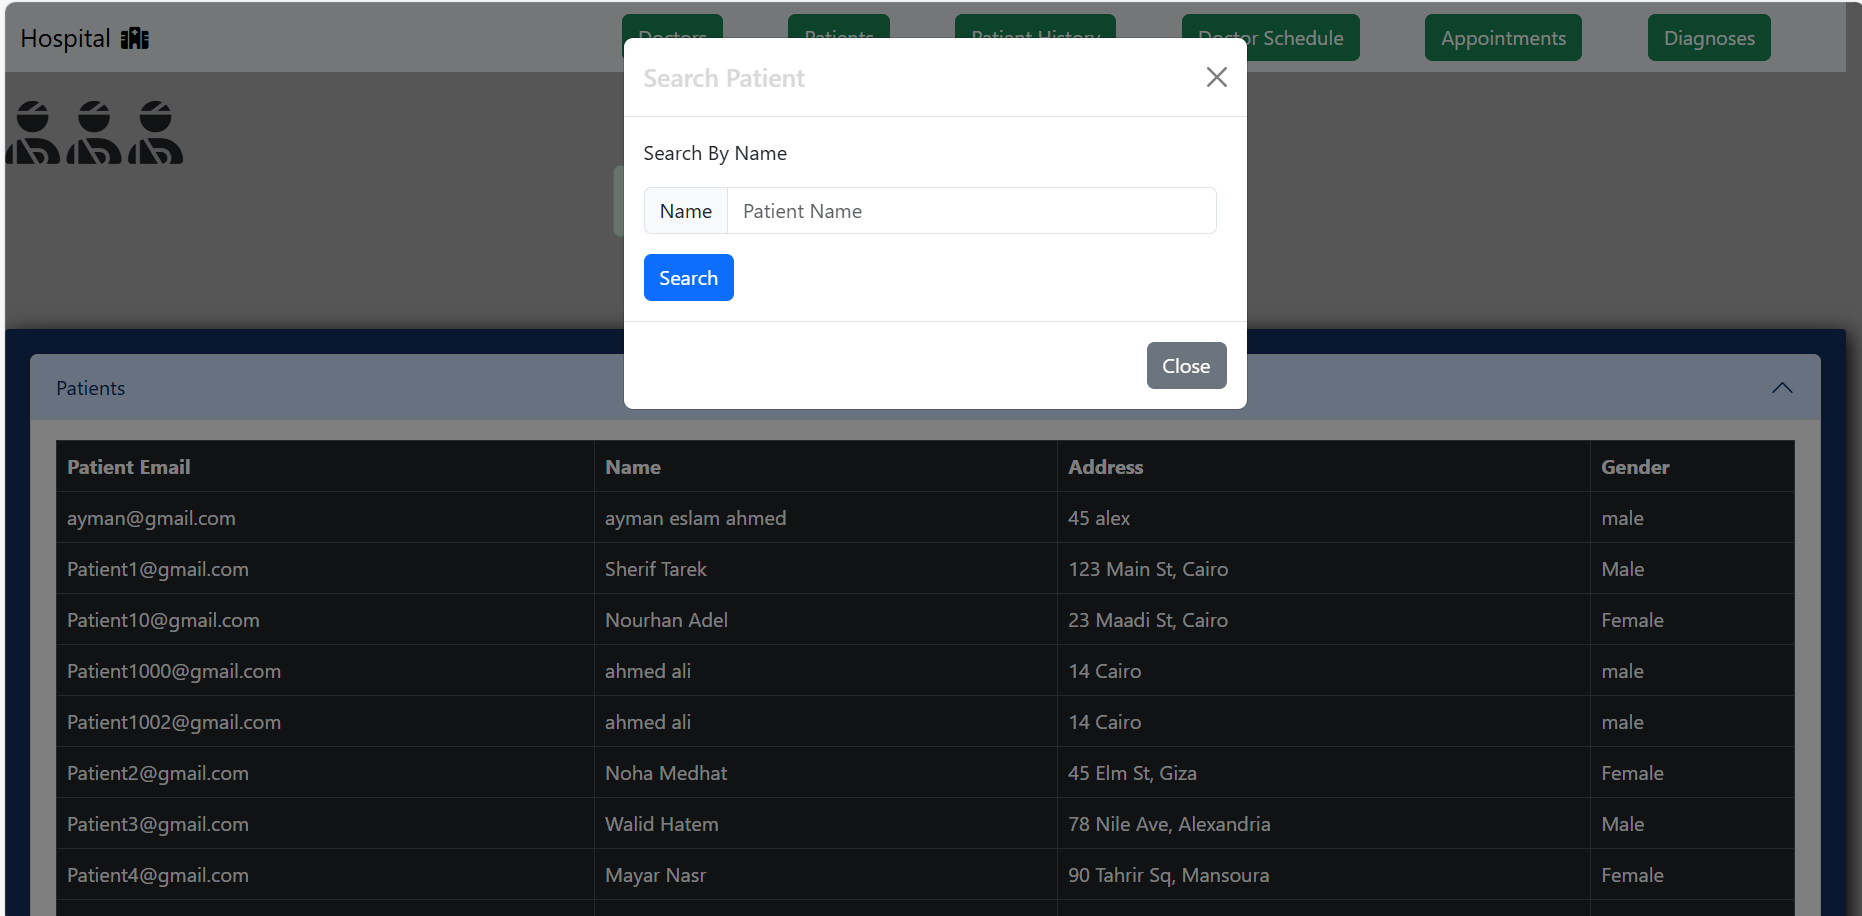 Hospital
Doctors Patients Patient History Doctor Schedule Appointments Diagnoses
Search Patient
Search By Name
Name Patient Name
Search
Close
Patients
Patient Email Name Address Gender
ayman@gmail.com ayman eslam ahmed 45 alex male
Patient1@gmail.com Sherif Tarek 123 Main St, Cairo Male
Patient10@gmail.com Nourhan Adel 23 Maadi St, Cairo Female
Patient1000@gmail.com ahmed ali 14 Cairo male
Patient1002@gmail.com ahmed ali 14 Cairo male
Patient2@gmail.com Noha Medhat 45 Elm St, Giza Female
Patient3@gmail.com Walid Hatem 78 Nile Ave, Alexandria Male
Patient4@gmail.com Mayar Nasr 90 Tahrir Sq, Mansoura Female